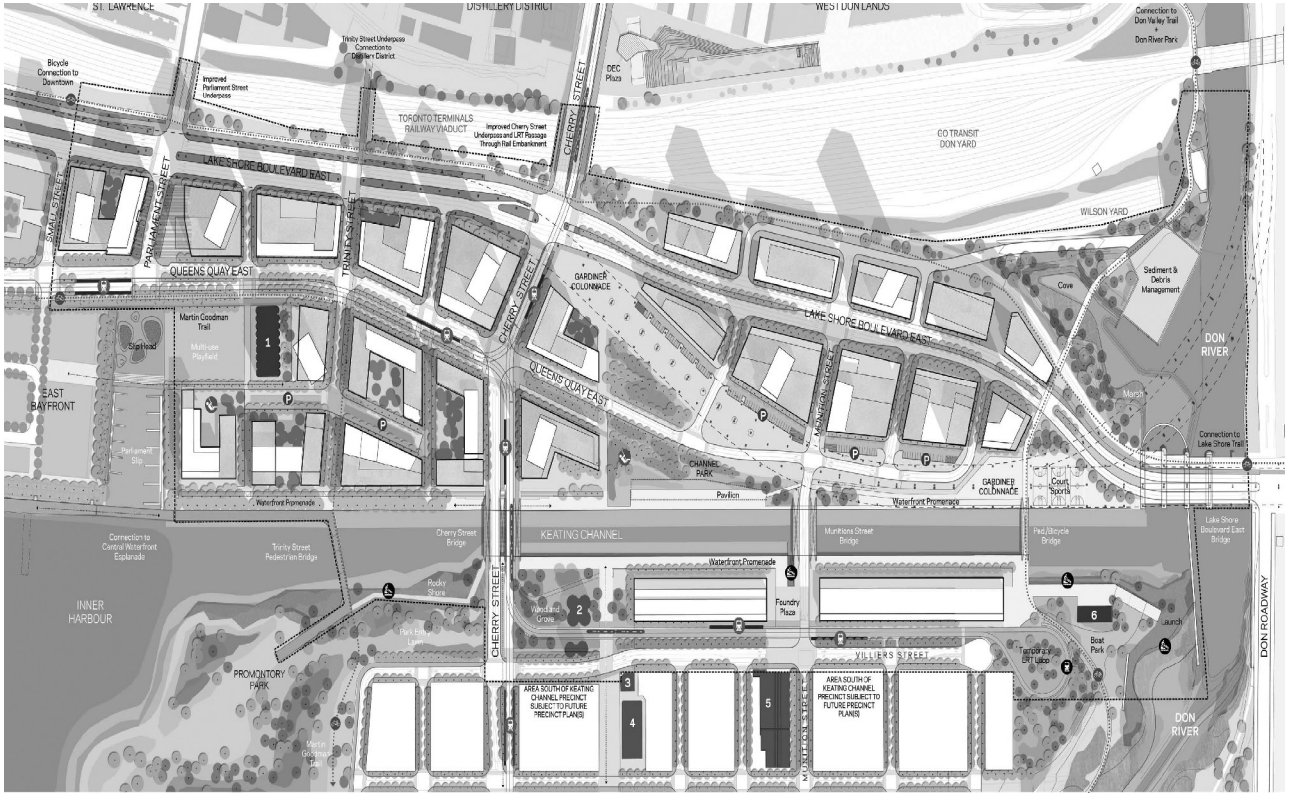 ST. LAWRENCE
DISTILLERY DISTRICT
WEST DON LANDS
Connection to
Don Valley Trail
+
Don River Park
Trinity Street Underpass
Connection to
Distillery District
Bicycle
Connection to
Downtown
Improved
Parliament Street
Underpass
DEC
Plaza
CHERRY STREET
TORONTO TERMINALS
RAILWAY VIADUCT
Improved Cherry Street
Underpass and LRT Passage
Through Rail Embankment
GO TRANSIT
DON YARD
LAKE SHORE BOULEVARD EAST
SMALL STREET
PARLIAMENT STREET
TRINITY STREET
WILSON YARD
QUEENS QUAY EAST
CHERRY STREET
GARDINER
COLONNADE
Cove
Sediment &
Debris
Management
Martin Goodman
Trail
1
LAKE SHORE BOULEVARD EAST
Slip Head
Multi-use
Playfield
DON
RIVER
QUEENS QUAY EAST
MUNITION STREET
EAST
BAYFRONT
P
Marsh
P
P
P
P
Parliament
Slip
Connection to
Lake Shore Trail
CHANNEL
PARK
GARDINER
COLONNADE
Court
Sports
Waterfront Promenade
Pavilion
Waterfront Promenade
Connection to
Central Waterfront
Esplanade
Trinity Street
Pedestrian Bridge
Cherry Street
Bridge
KEATING CHANNEL
Munitions Street
Bridge
Ped/Bicycle
Bridge
Lake Shore
Boulevard East
Bridge
Waterfront Promenade
Rocky
Shore
INNER
HARBOUR
CHERRY STREET
Woodland
Grove
2
Foundry
Plaza
6
Launch
DON ROADWAY
Park Entry
Lawn
Boat
Park
VILLIERS STREET
Temporary
LRT Loop
PROMONTORY
PARK
AREA SOUTH OF KEATING
CHANNEL PRECINCT
SUBJECT TO FUTURE
PRECINCT PLAN(S)
3
4
5
AREA SOUTH OF
KEATING CHANNEL
PRECINCT SUBJECT TO
FUTURE PRECINCT
PLAN(S)
MUNITION STREET
DON
RIVER
Martin
Goodman
Trail